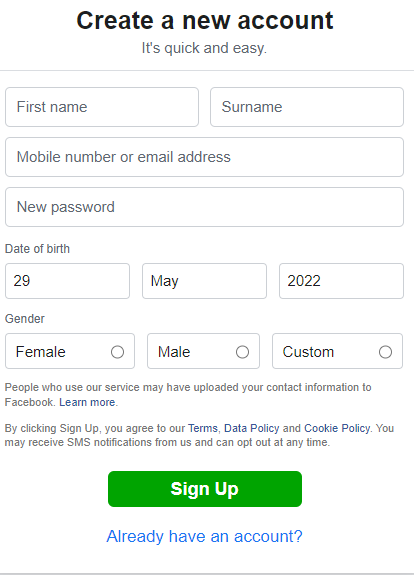 Create a new account
It's quick and easy.
First name Surname
Mobile number or email address
New password
Date of birth
29 May 2022
Gender
Female Male Custom
People who use our service may have uploaded your contact information to
Facebook. Learn more.
By clicking Sign Up, you agree to our Terms, Data Policy and Cookie Policy. You
may receive SMS notifications from us and can opt out at any time.
Sign Up
Already have an account?